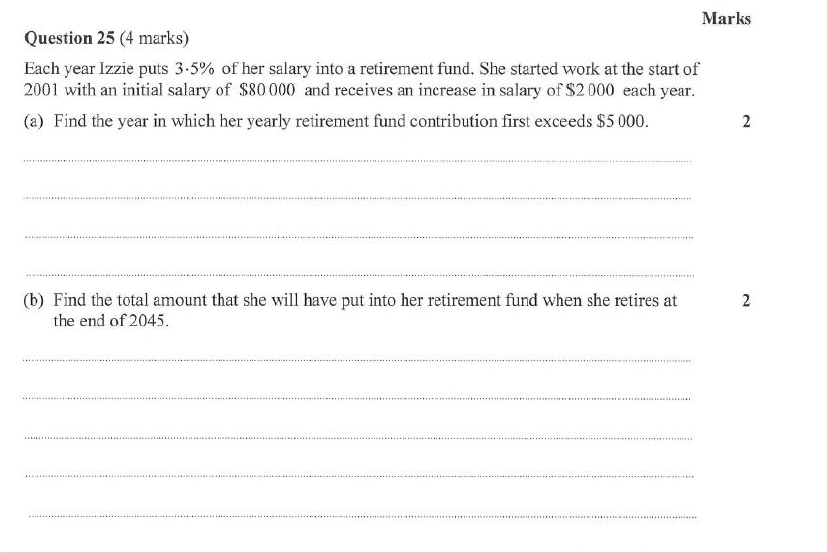 Marks
Question 25 (4 marks)
Each year Izzie puts 3·5% of her salary into a retirement fund. She started work at the start of
2001 with an initial salary of $80 000 and receives an increase in salary of $2 000 each year.
(a) Find the year in which her yearly retirement fund contribution first exceeds $5 000. 2
(b) Find the total amount that she will have put into her retirement fund when she retires at 2
the end of 2045.